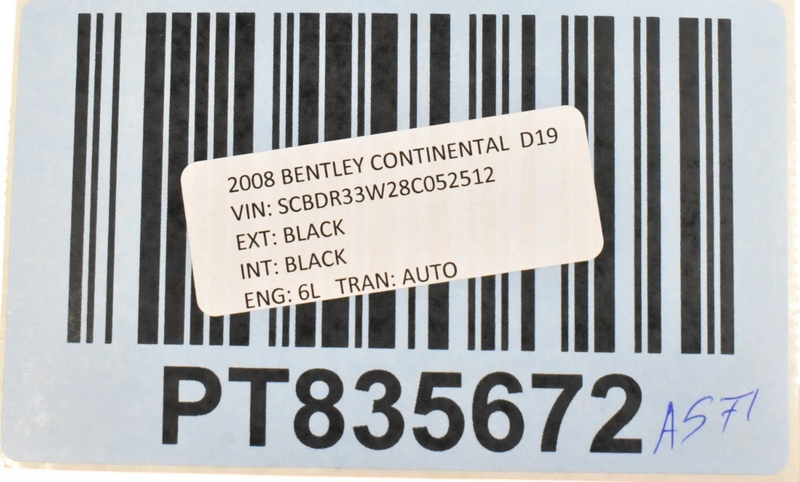 2008 BENTLEY CONTINENTAL D19
VIN: SCBDR33W28C052512
EXT: BLACK
INT: BLACK
ENG: 6L TRAN: AUTO
PT835672
A571